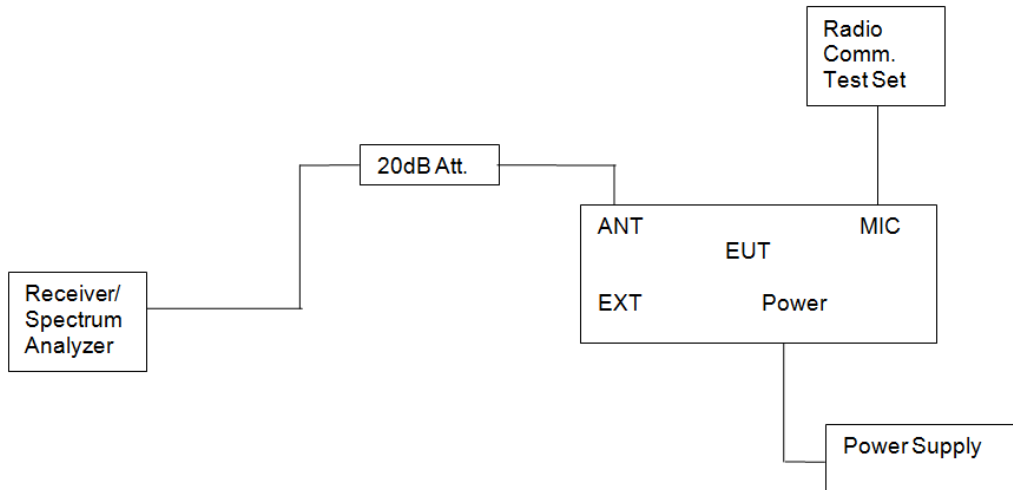 Radio
Comm.
Test Set
20dB Att.
ANT
MIC
EUT
Receiver/
Spectrum
Analyzer
EXT
Power
Power Supply